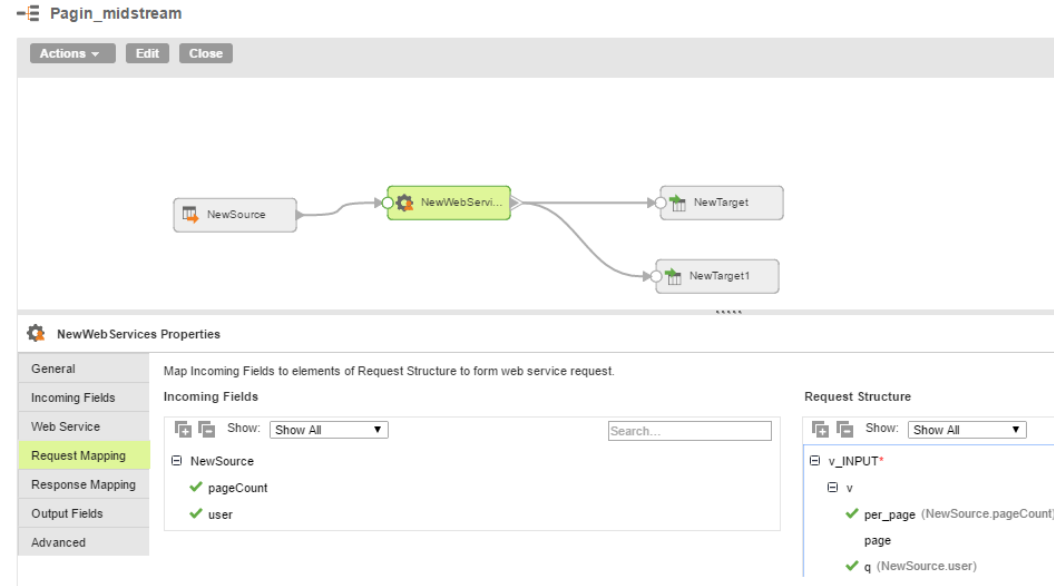 Pagin_midstream
Actions Edit Close
NewSource NewWebServi... NewTarget
NewTarget1
NewWebServices Properties
General
Incoming Fields
Web Service
Request Mapping
Response Mapping
Output Fields
Advanced
Map Incoming Fields to elements of Request Structure to form web service request.
Incoming Fields
Show: Show All Search...
NewSource
pageCount
user
Request Structure
Show: Show All
v_INPUT*
v
per_page (NewSource.pageCount)
page
q (NewSource.user)